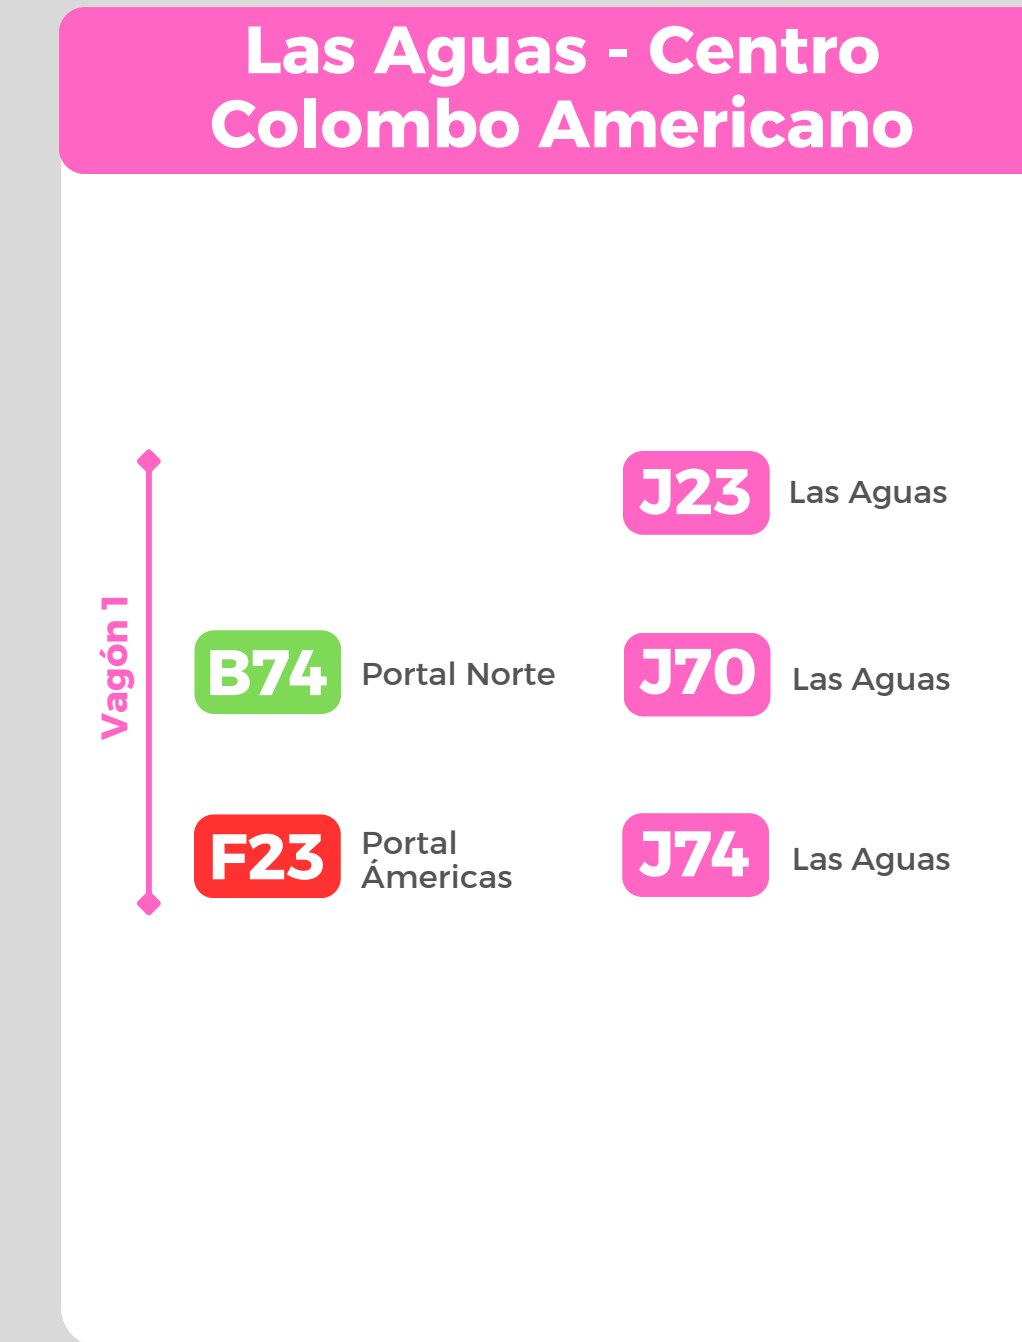 Las Aguas - Centro
Colombo Americano
Vagón 1
J23 Las Aguas
B74 Portal Norte
J70 Las Aguas
F23 Portal
Ámericas
J74 Las Aguas